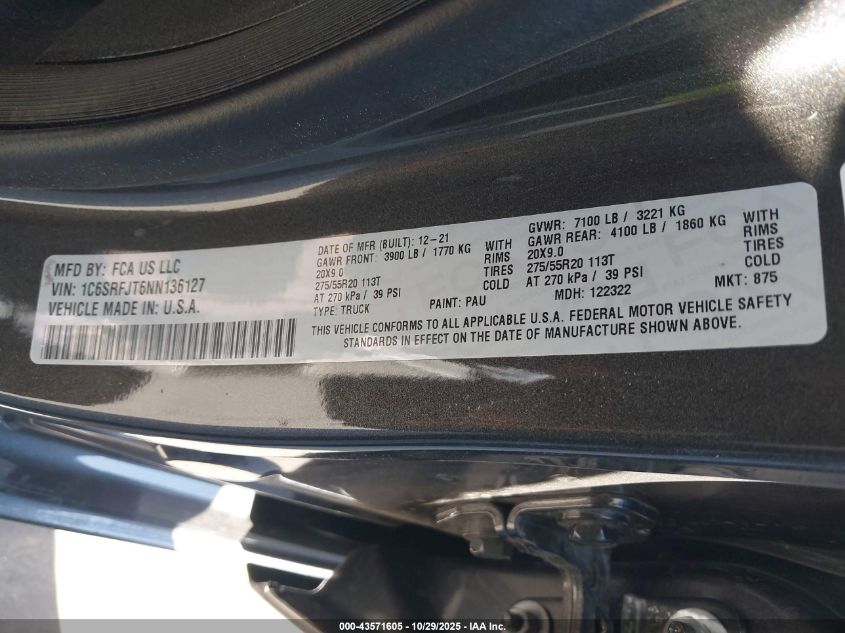 MFD BY: FCA US LLC
VIN: 1C6SRFJT6NN136127
VEHICLE MADE IN U.S.A.
DATE OF MFR (BUILT): 12-21
GAWR FRONT: 3900 LB / 1770 KG WITH
20X9.0 RIMS
275/55R20 113T TIRES
AT 270 kPa / 39 PSI COLD
TYPE: TRUCK PAINT: PAU
GVWR: 7100 LB / 3221 KG
GAWR REAR: 4100 LB / 1860 KG WITH
20X9.0 RIMS
275/55R20 113T TIRES
AT 270 kPa / 39 PSI COLD
MDH: 122322 MKT: 875
THIS VEHICLE CONFORMS TO ALL APPLICABLE U.S.A. FEDERAL MOTOR VEHICLE SAFETY
STANDARDS IN EFFECT ON THE DATE OF MANUFACTURE SHOWN ABOVE.
000-43571605 - 10/29/2025 - IAA Inc.